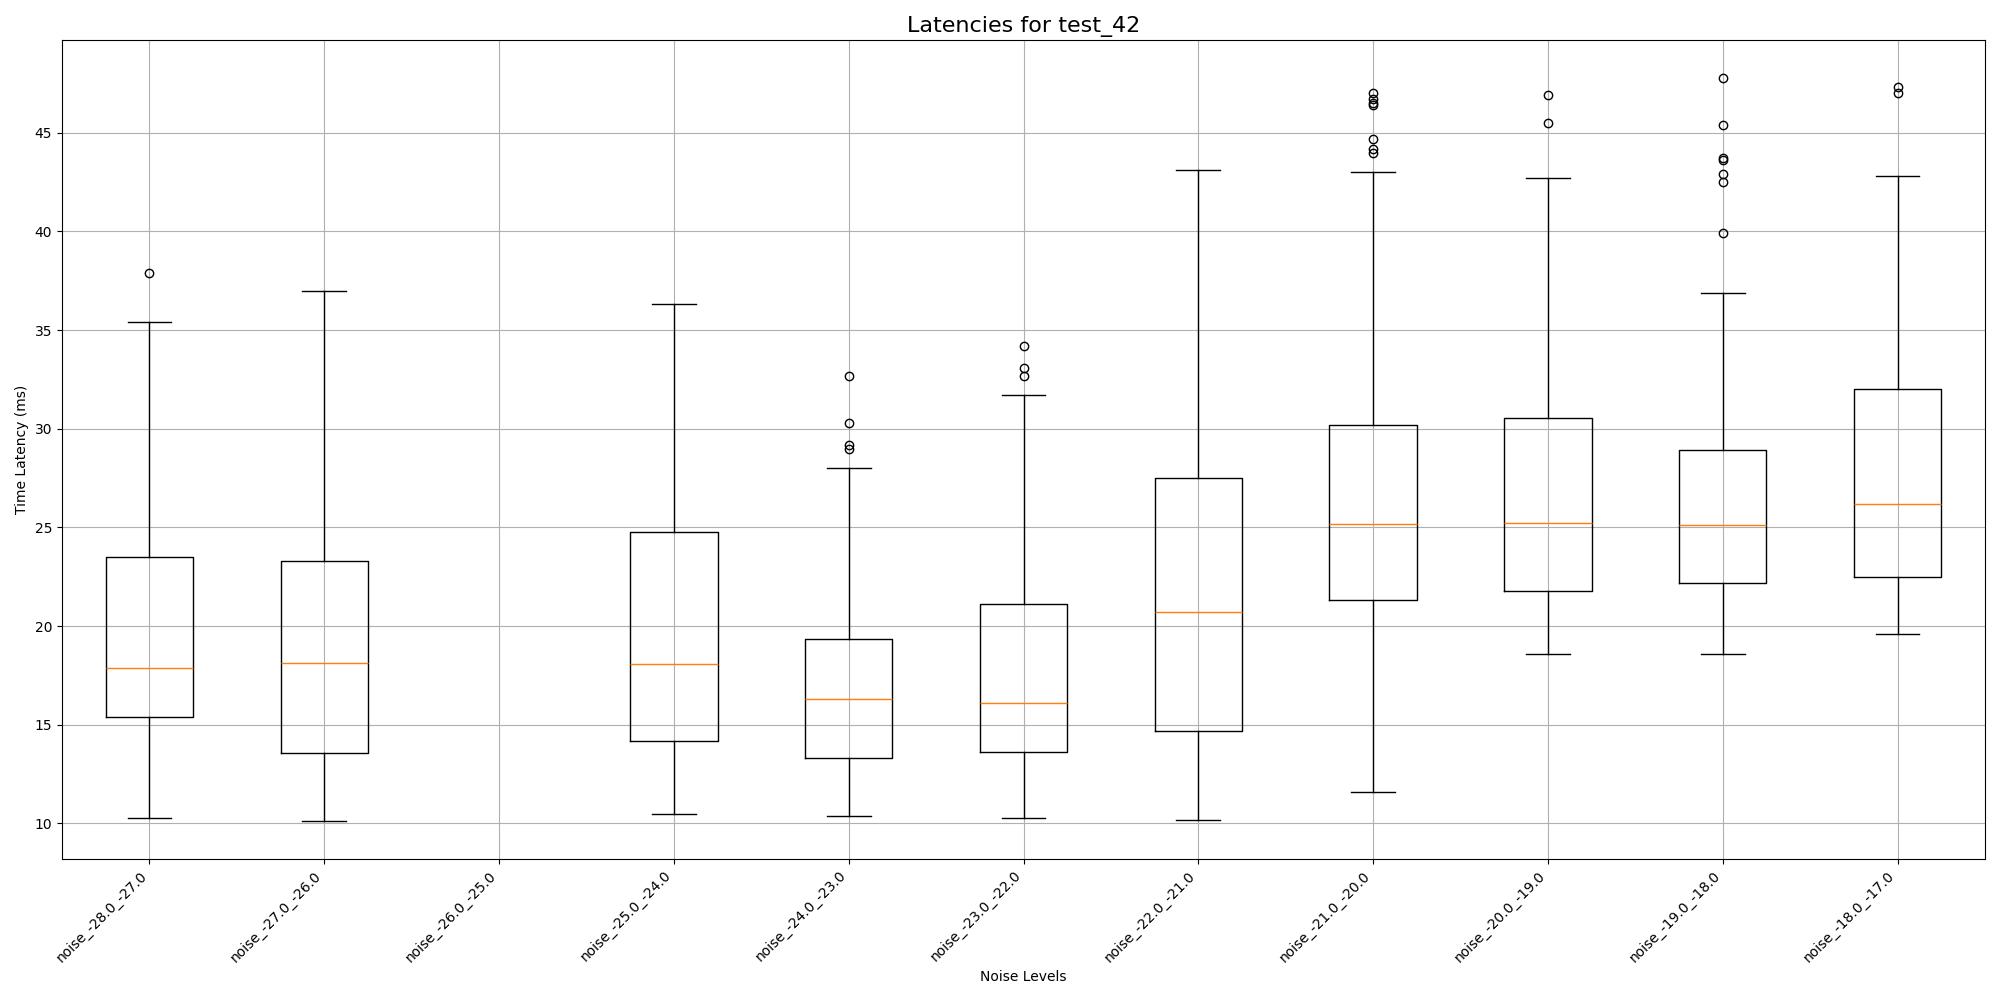 Latencies for test_42
Time Latency (ms)
45
40
35
30
25
20
15
10
noise_-28.0_-27.0
noise_-27.0_-26.0
noise_-26.0_-25.0
noise_-25.0_-24.0
noise_-24.0_-23.0
noise_-23.0_-22.0
noise_-22.0_-21.0
noise_-21.0_-20.0
noise_-20.0_-19.0
noise_-19.0_-18.0
noise_-18.0_-17.0
Noise Levels